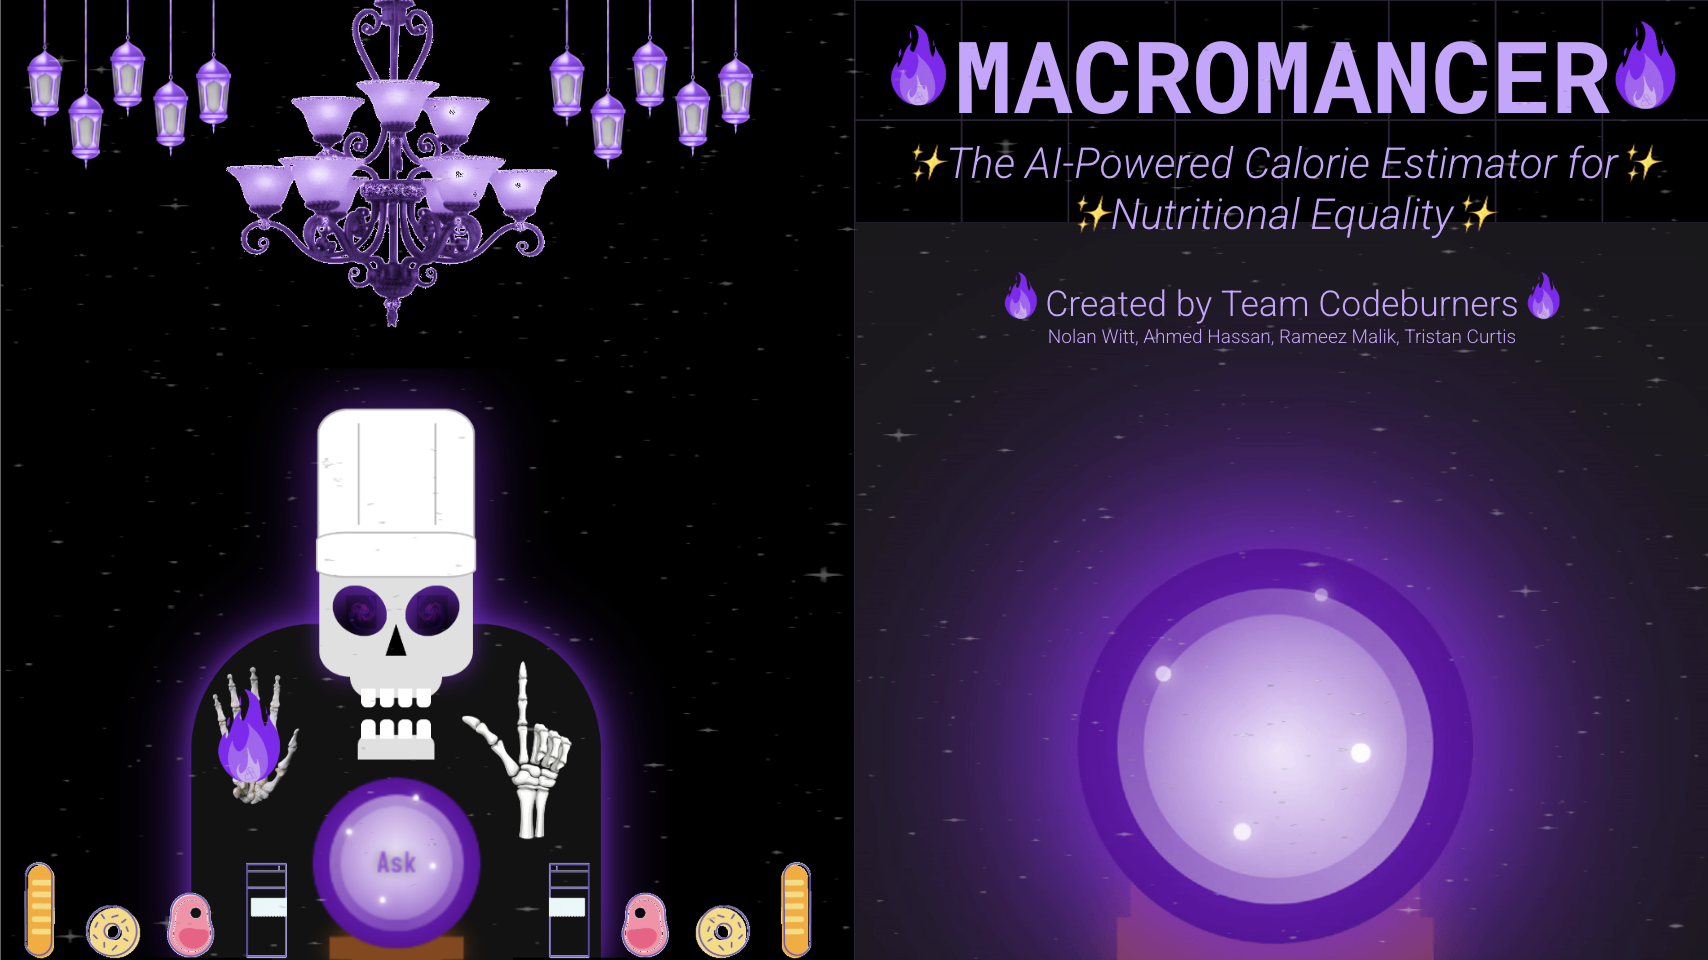 MACROMANCER
The AI-Powered Calorie Estimator for
Nutritional Equality
Created by Team Codeburners
Nolan Witt, Ahmed Hassan, Rameez Malik, Tristan Curtis
Ask